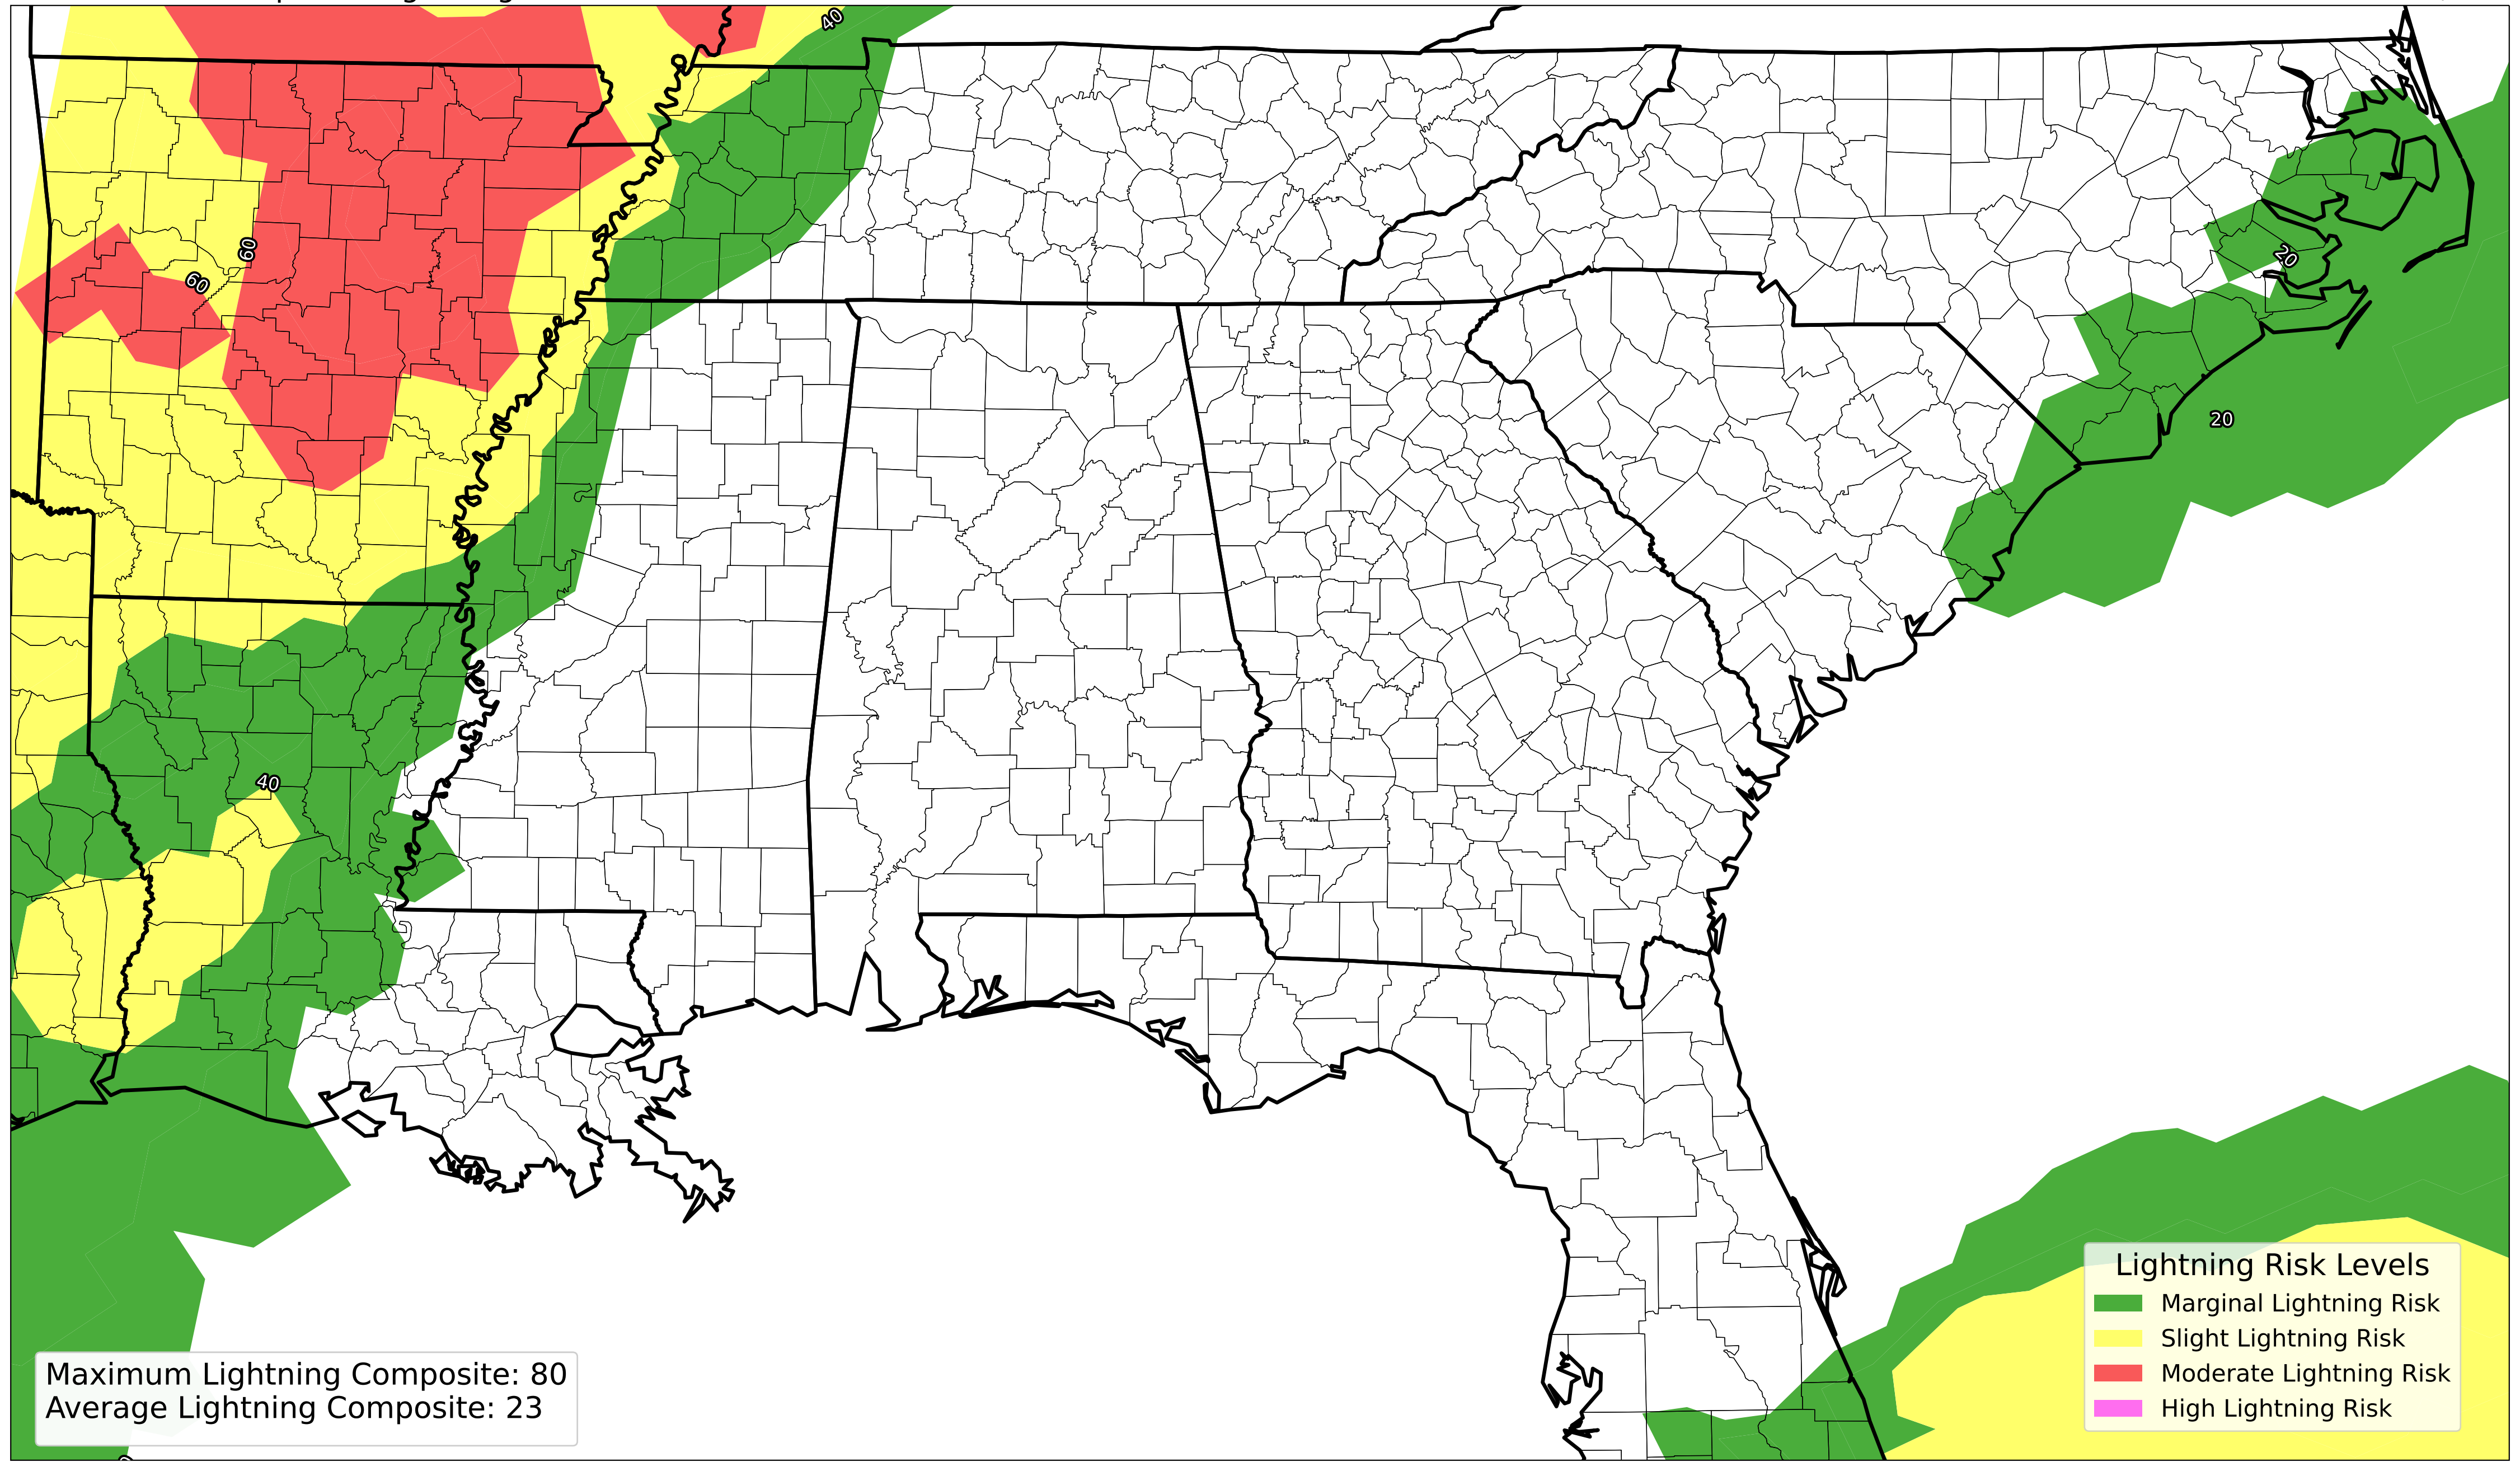 40
20
60
60
20
40
Lightning Risk Levels
Marginal Lightning Risk
Slight Lightning Risk
Moderate Lightning Risk
High Lightning Risk
Maximum Lightning Composite: 80
Average Lightning Composite: 23